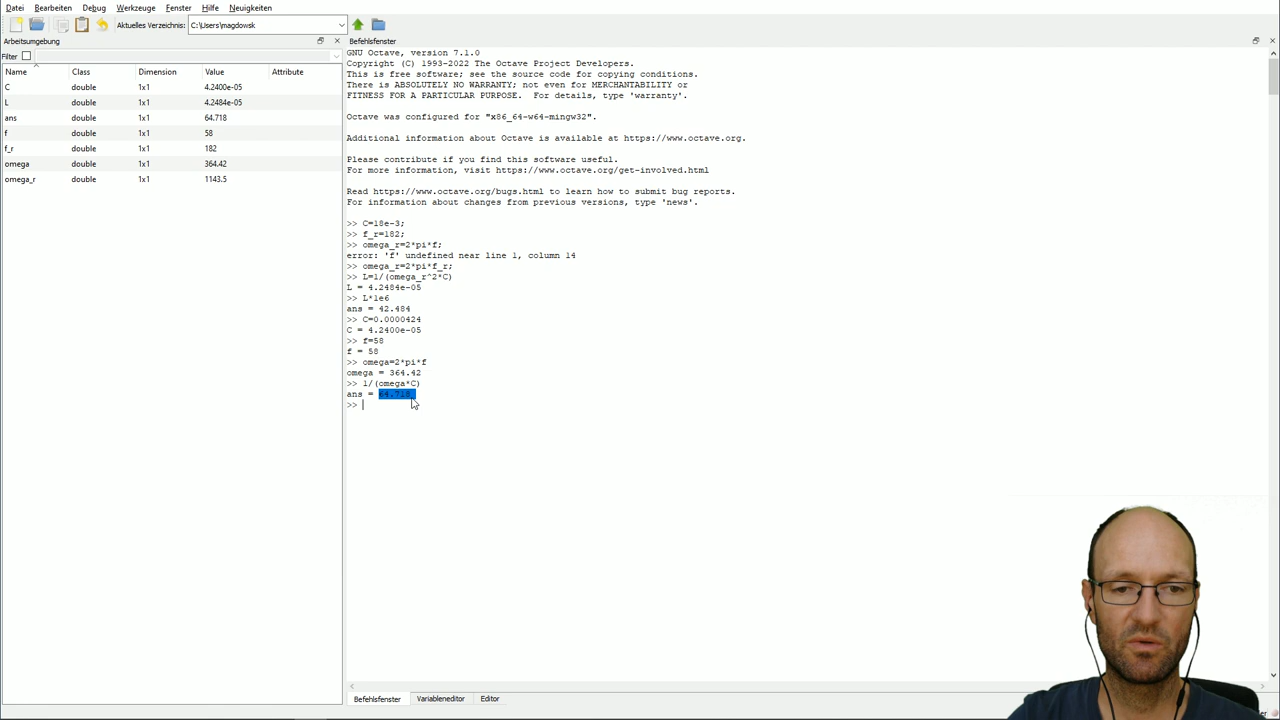 Datei Bearbeiten Debug Werkzeuge Fenster Hilfe Neuigkeiten
Aktuelles Verzeichnis: C:\Users\magdowsk
Arbeitsumgebung
Filter
Name Class Dimension Value Attribute
C double 1x1 4.2400e-05
L double 1x1 4.2484e-05
ans double 1x1 64.718
f double 1x1 58
f_r double 1x1 182
omega double 1x1 364.42
omega_r double 1x1 1143.5
Befehlsfenster
GNU Octave, version 7.1.0
Copyright (C) 1993-2022 The Octave Project Developers.
This is free software; see the source code for copying conditions.
There is ABSOLUTELY NO WARRANTY; not even for MERCHANTABILITY or
FITNESS FOR A PARTICULAR PURPOSE.  For details, type 'warranty'.
Octave was configured for "x86_64-w64-mingw32".
Additional information about Octave is available at https://www.octave.org.
Please contribute if you find this software useful.
For more information, visit https://www.octave.org/get-involved.html
Read https://www.octave.org/bugs.html to learn how to submit bug reports.
For information about changes from previous versions, type 'news'.
>> C=18e-3;
>> f_r=182;
>> omega_r=2*pi*f;
error: 'f' undefined near line 1, column 14
>> omega_r=2*pi*f_r;
>> L=1/(omega_r^2*C)
L = 4.2484e-05
>> L*1e6
ans = 42.484
>> C=0.0000424
C = 4.2400e-05
>> f=58
f = 58
>> omega=2*pi*f
omega = 364.42
>> 1/(omega*C)
ans = 64.718
>>
Befehlsfenster Variableneditor Editor